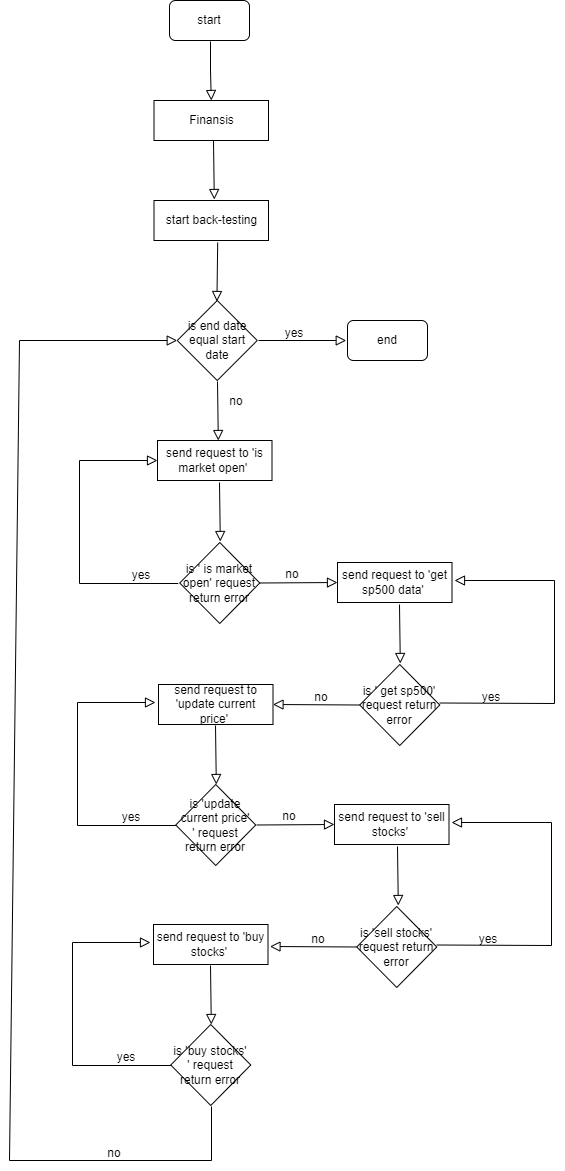 start
Finansis
start back-testing
is end date
equal start
date
yes
end
no
send request to 'is
market open'
is ' is market
open' request
return error
yes
no
send request to 'get
sp500 data'
is ' get sp500'
request return
error
yes
no
send request to
'update current
price'
is 'update
current price'
' request
return error
yes
no
send request to 'sell
stocks'
is 'sell stocks'
request return
error
yes
no
send request to 'buy
stocks'
is 'buy stocks'
' request
return error
yes
no